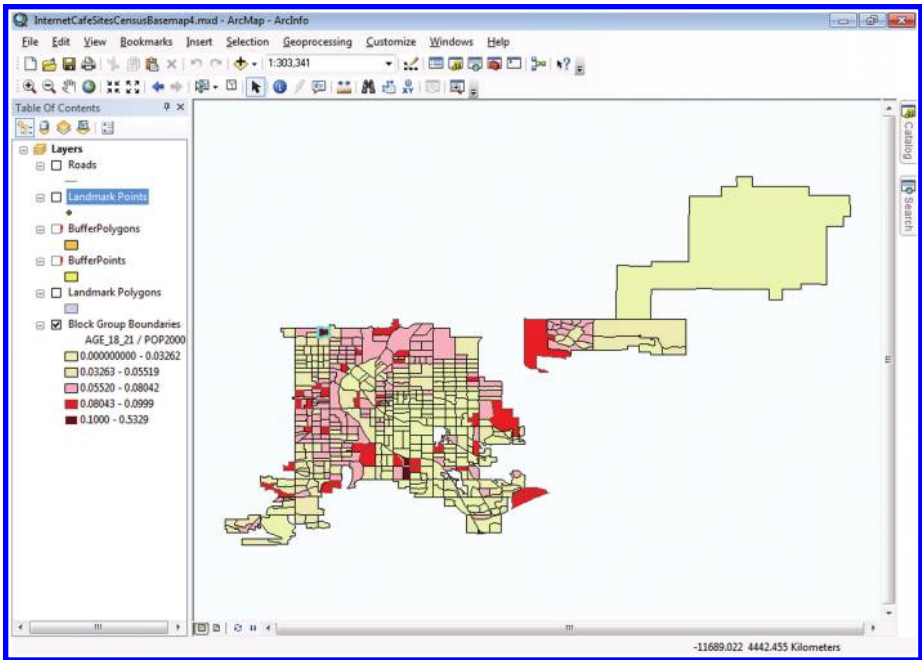 InternetCafeSitesCensusBasemap4.mxd - ArcMap - ArcInfo
File Edit View Bookmarks Insert Selection Geoprocessing Customize Windows Help
1:303,341
Table Of Contents
Layers
Roads
Landmark Points
BufferPolygons
BufferPoints
Landmark Polygons
Block Group Boundaries
AGE_18_21 / POP2000
0.000000000 - 0.03262
0.03263 - 0.05519
0.05520 - 0.08042
0.08043 - 0.0999
0.1000 - 0.5329
Catalog
Search
-11689.022 4442.455 Kilometers